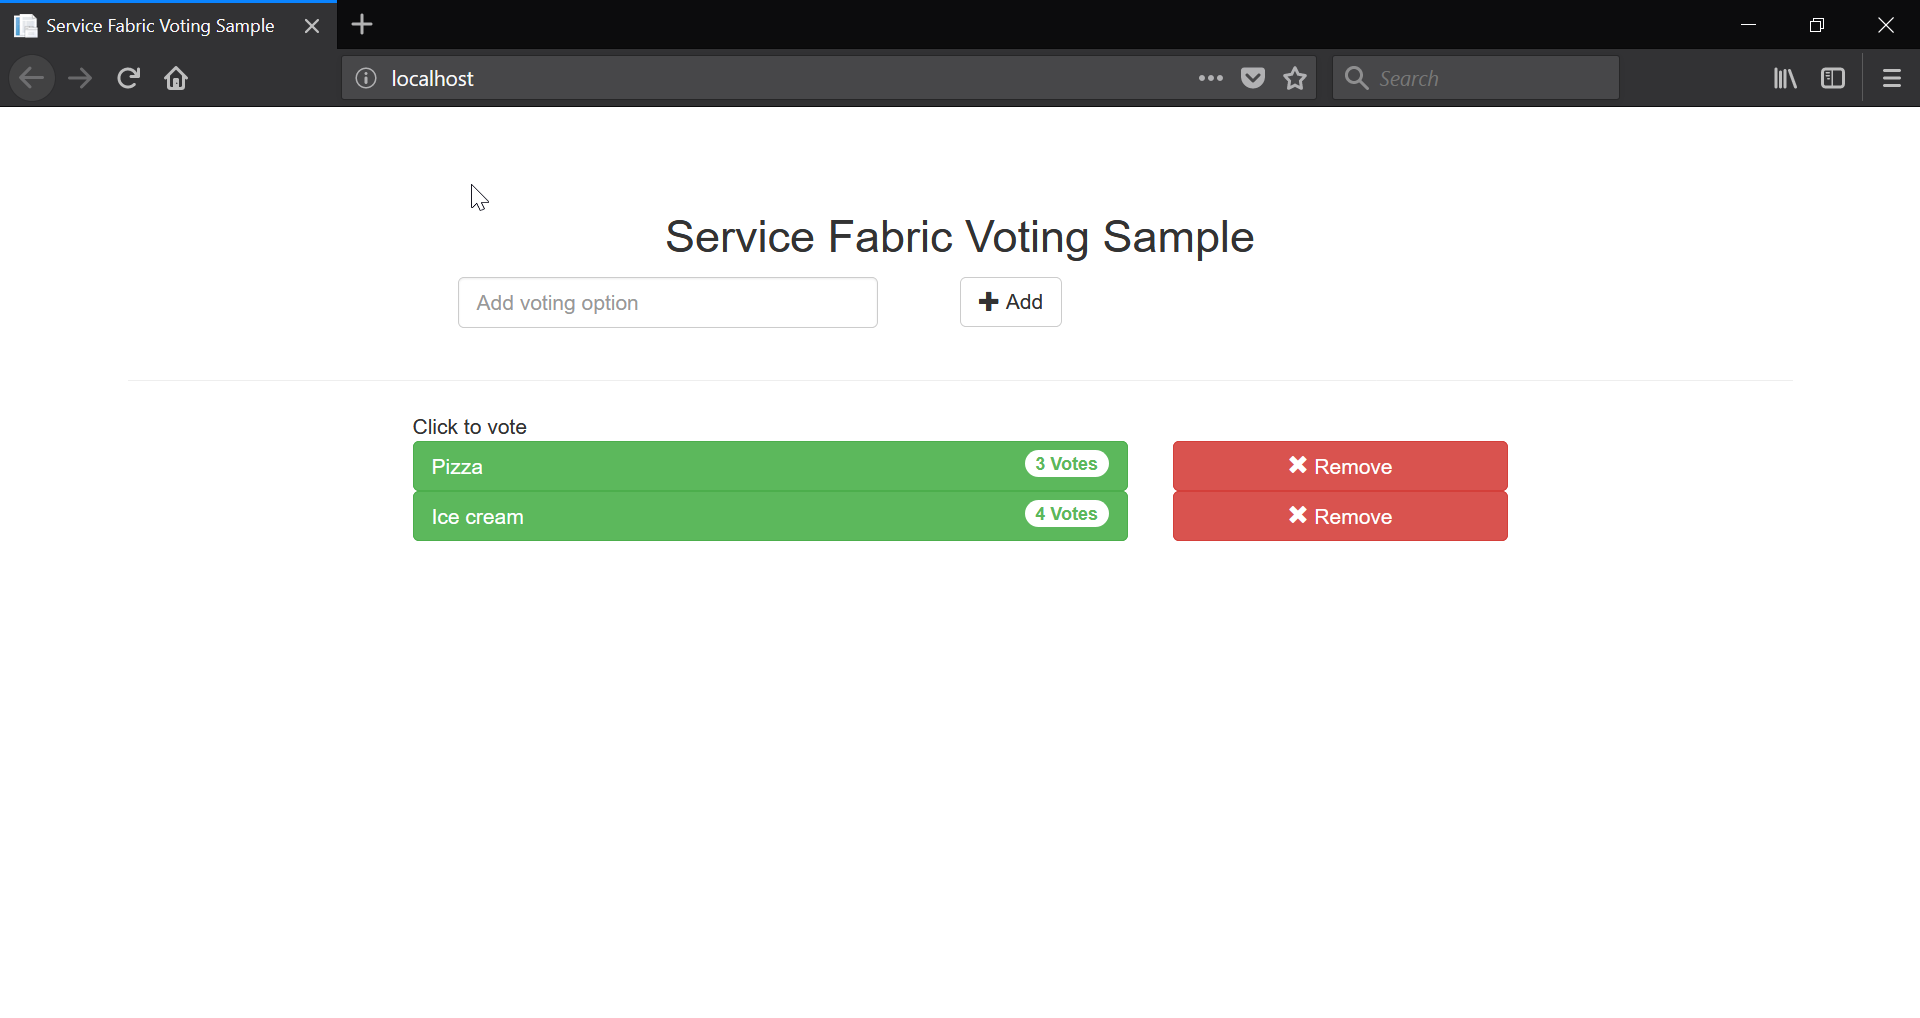 Service Fabric Voting Sample
localhost
Search
Service Fabric Voting Sample
Add voting option
Add
Click to vote
Pizza 3 Votes Remove
Ice cream 4 Votes Remove